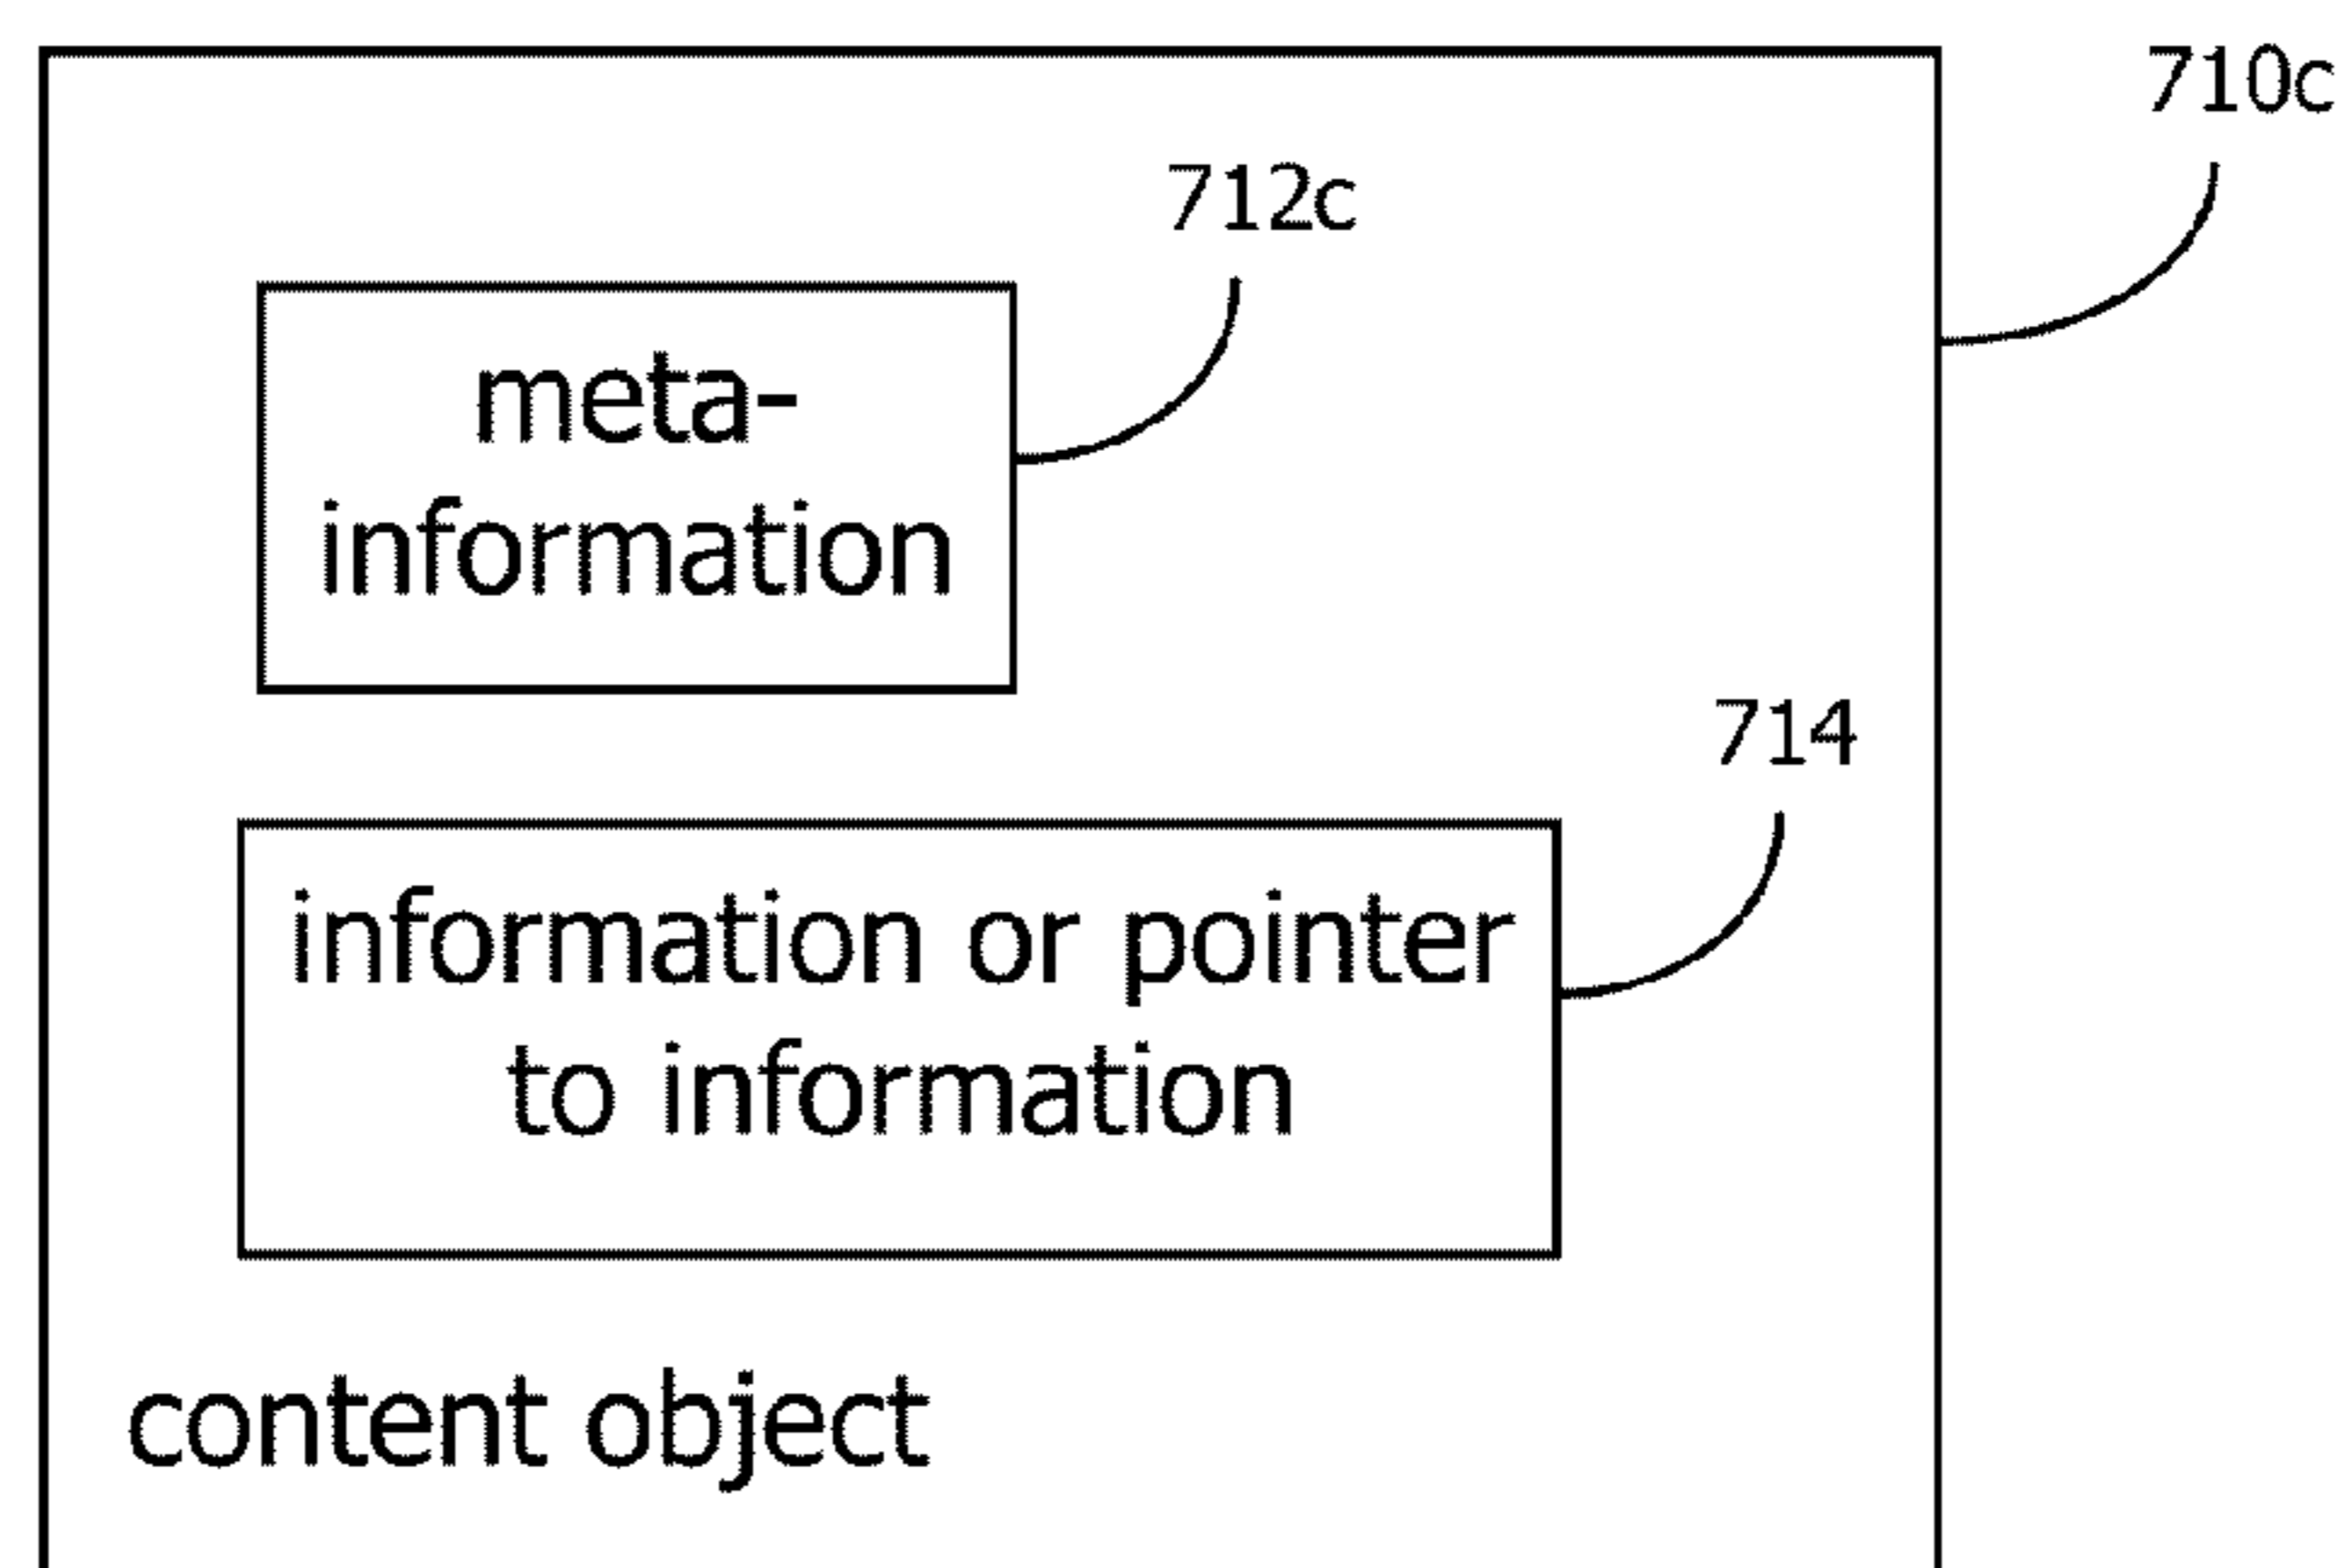 710c
712c
meta-
information
714
information or pointer
to information
content object